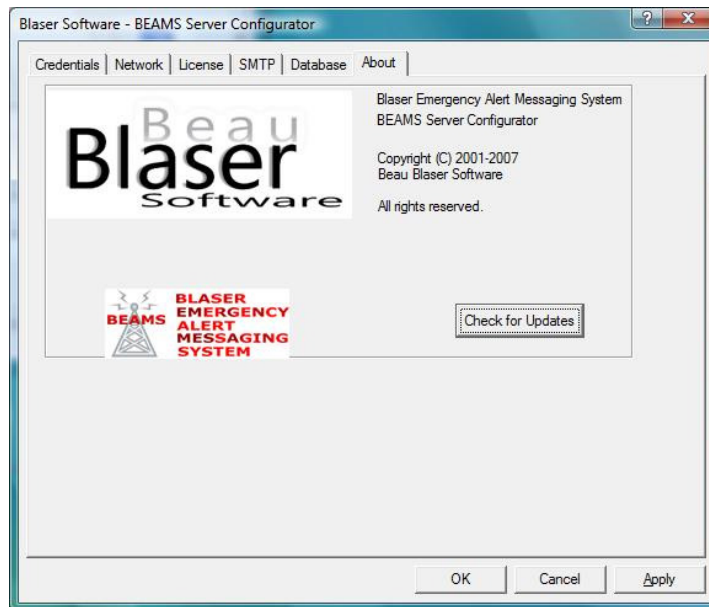 Blaser Software - BEAMS Server Configurator
?
X
Credentials
Network
License
SMTP
Database
About
Beau
Blaser
Software
Blaser Emergency Alert Messaging System
BEAMS Server Configurator
Copyright (C) 2001-2007
Beau Blaser Software
All rights reserved.
BEAMS
BLASER
EMERGENCY
ALERT
MESSAGING
SYSTEM
Check for Updates
OK
Cancel
Apply